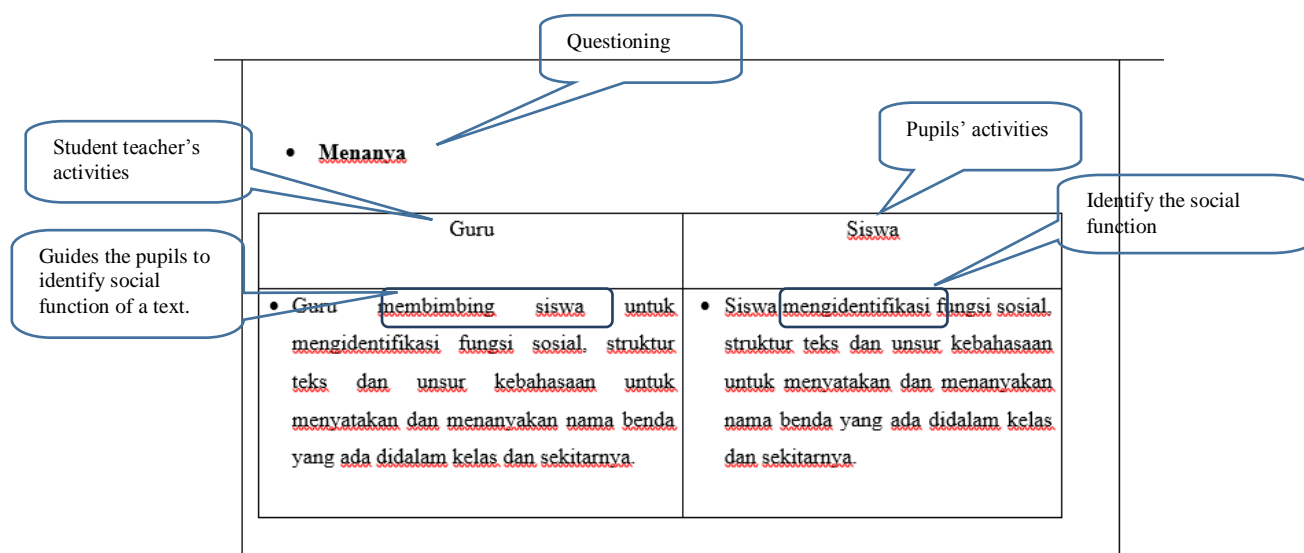 Questioning
Student teacher’s
activities
• Menanya
Pupils’ activities
Identify the social
function
Guides the pupils to
identify social
function of a text.
Guru
Siswa
• Guru membimbing siswa untuk
mengidentifikasi fungsi sosial, struktur
teks dan unsur kebahasaan untuk
menyatakan dan menanyakan nama benda
yang ada didalam kelas dan sekitarnya.
• Siswa mengidentifikasi fungsi sosial,
struktur teks dan unsur kebahasaan
untuk menyatakan dan menanyakan
nama benda yang ada didalam kelas
dan sekitarnya.